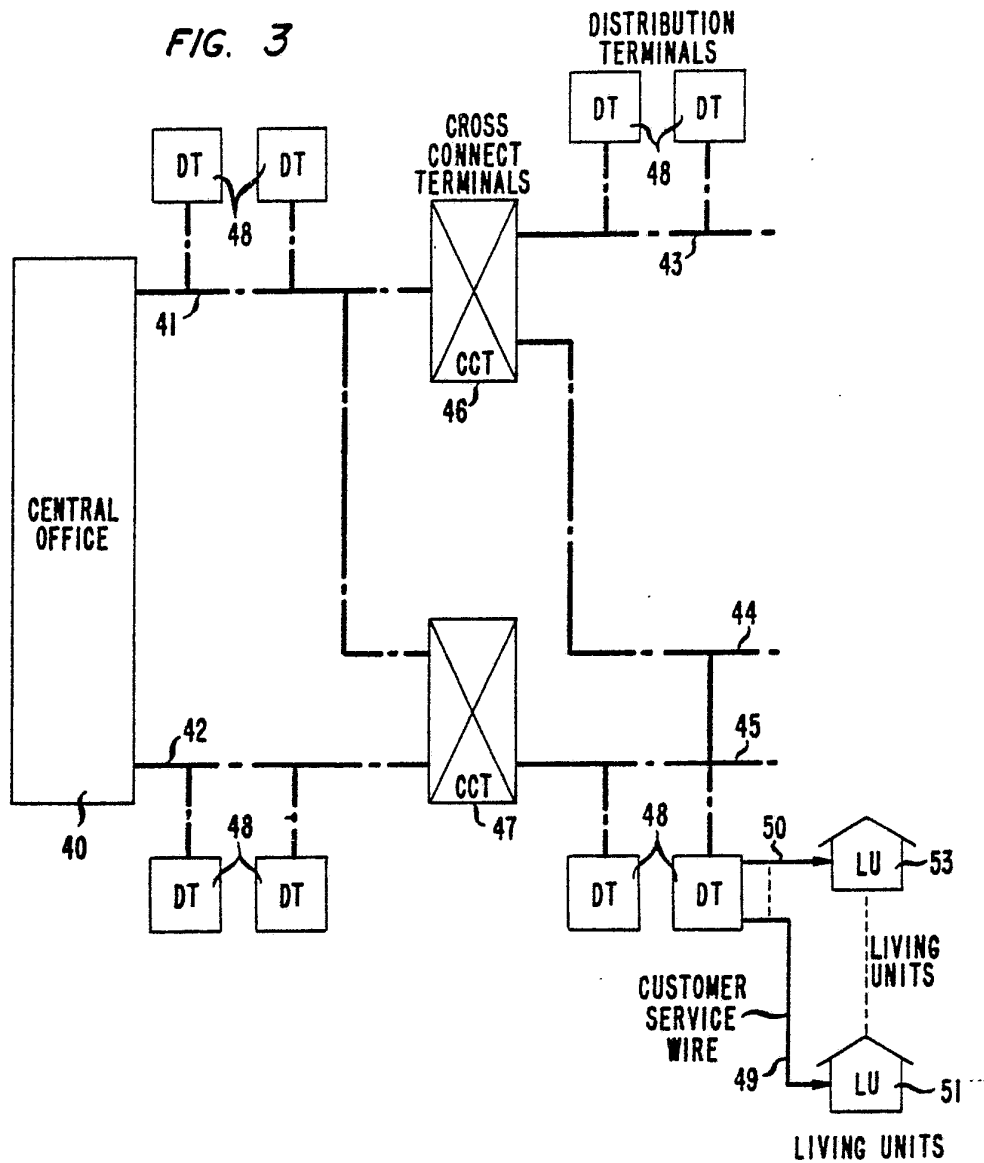 FIG. 3
DISTRIBUTION
TERMINALS
DT
DT
48
CROSS
CONNECT
TERMINALS
DT
DT
48
43
41
CCT
46
CENTRAL
OFFICE
44
42
45
CCT
47
40
48
DT
DT
48
50
DT
DT
LU
53
LIVING
UNITS
CUSTOMER
SERVICE
WIRE
49
LU
51
LIVING UNITS